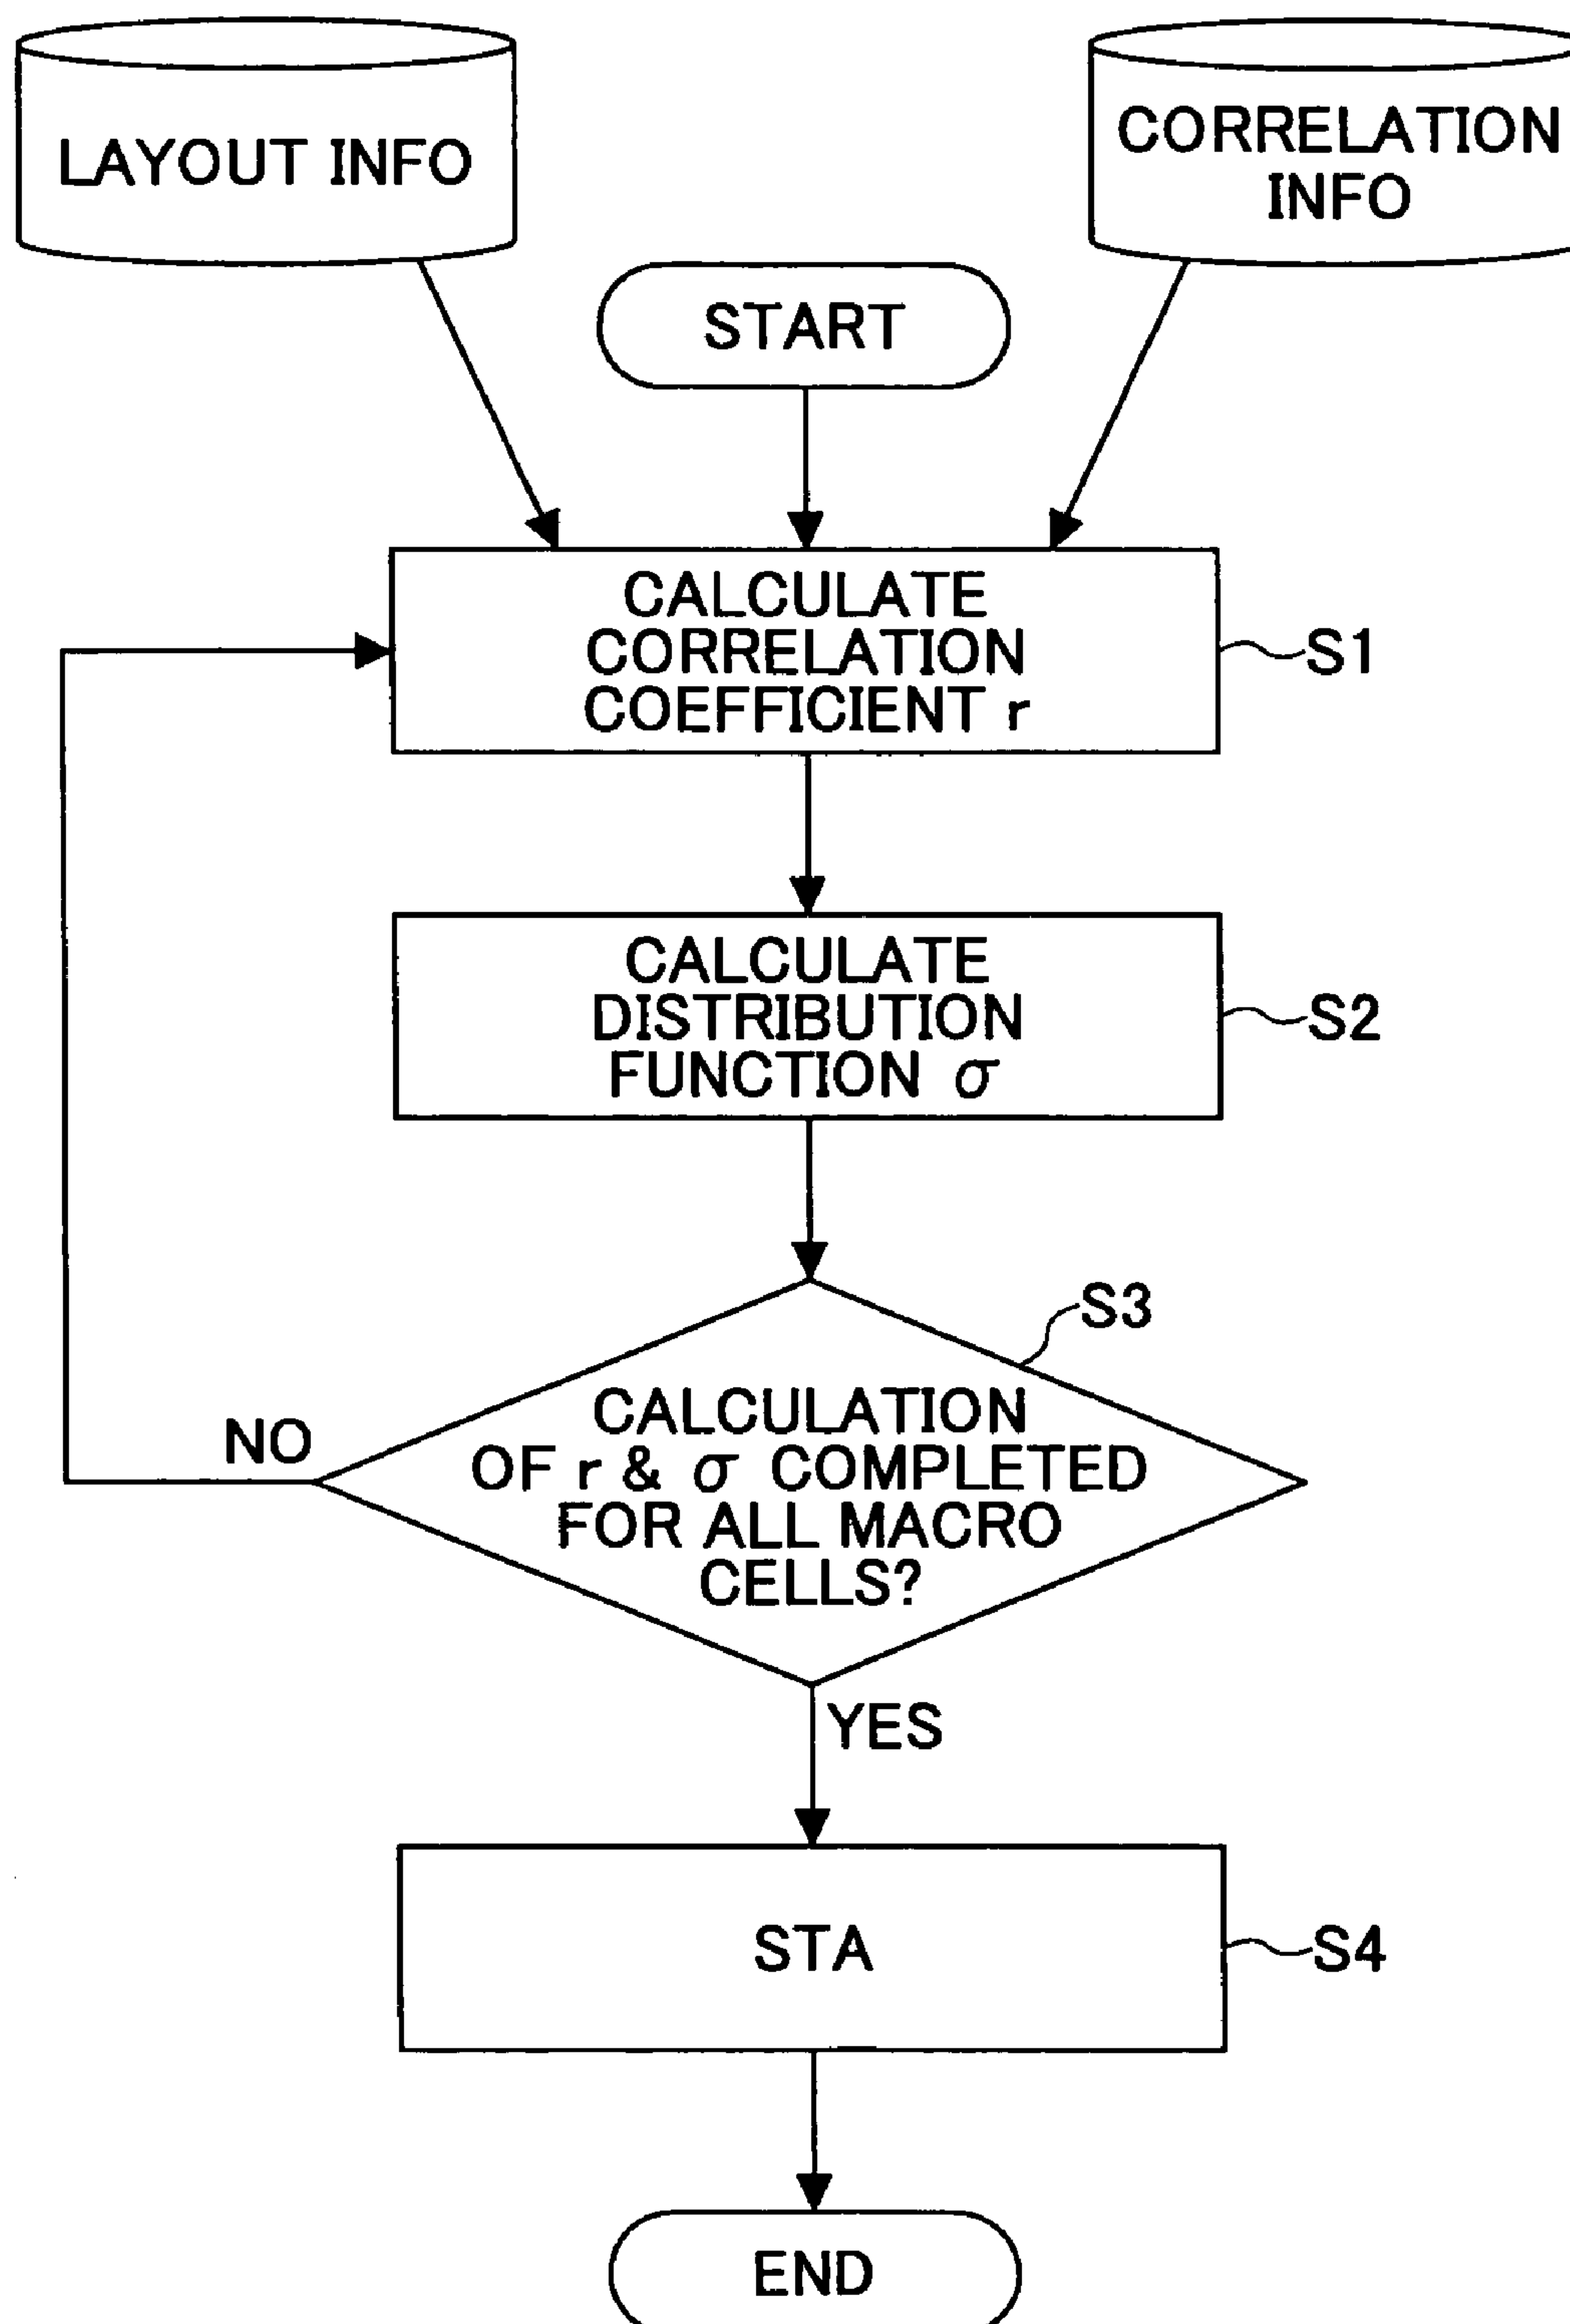 LAYOUT INFO
CORRELATION
INFO
START
CALCULATE
CORRELATION
COEFFICIENT r
S1
CALCULATE
DISTRIBUTION
FUNCTION σ
S2
S3
CALCULATION
OF r & σ COMPLETED
FOR ALL MACRO
CELLS?
NO
YES
STA
S4
END